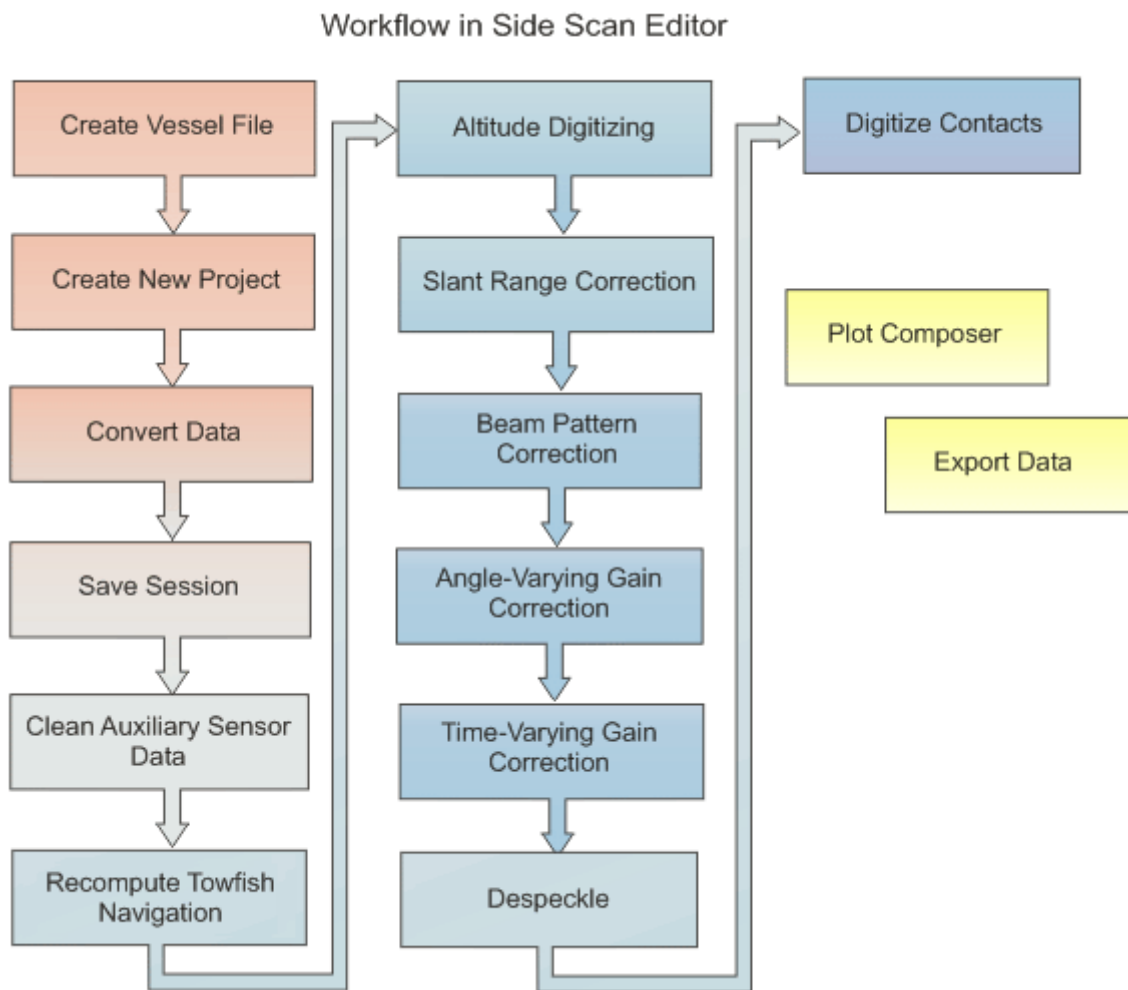 Workflow in Side Scan Editor
Create Vessel File
Create New Project
Convert Data
Save Session
Clean Auxiliary Sensor
Data
Recompute Towfish
Navigation
Altitude Digitizing
Slant Range Correction
Beam Pattern
Correction
Angle-Varying Gain
Correction
Time-Varying Gain
Correction
Despeckle
Digitize Contacts
Plot Composer
Export Data